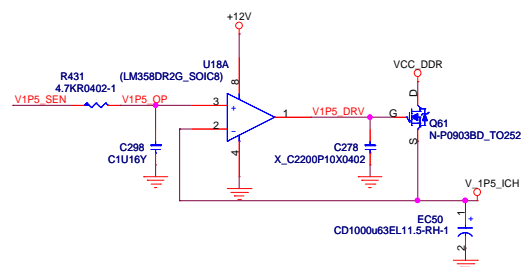 +12V
U18A
(LM358DR2G_SOIC8)
VCC_DDR
R431
4.7KR0402-1
V1P5_SEN
V1P5_OP
8
3
+
2
-
1
4
V1P5_DRV
D
G
S
Q61
N-P0903BD_TO252
C298
C1U16Y
C278
X_C2200P10X0402
V_1P5_ICH
EC50
CD1000u63EL11.5-RH-1
1
+
2